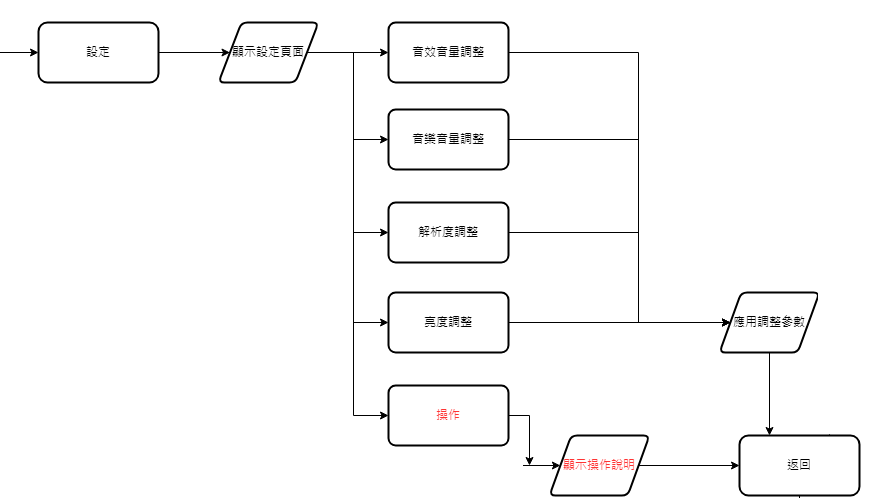 設定
顯示設定頁面
音效音量調整
音樂音量調整
解析度調整
亮度調整
應用調整參數
操作
顯示操作說明
返回